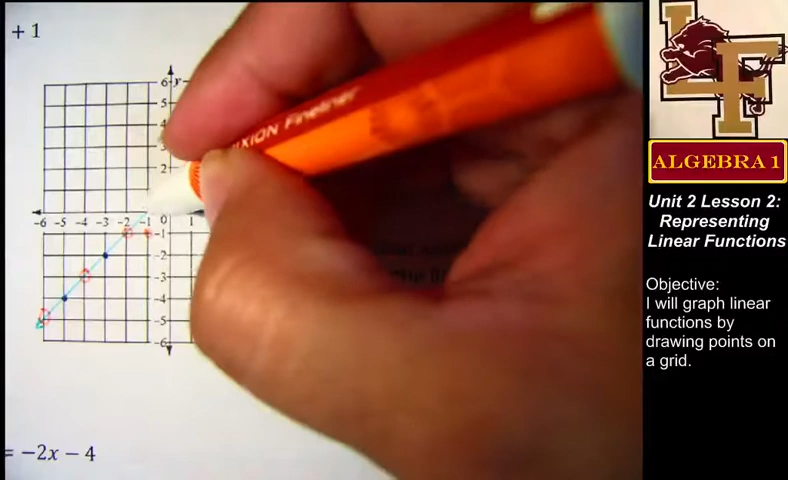 + 1
6 y
5
4
3
2
-6 -5 -4 -3 -2 -1 0 1
-1
-2
-3
-4
-5
-6
= −2x − 4
FRIXION Fineliner
LF
ALGEBRA 1
Unit 2 Lesson 2:
Representing
Linear Functions
Objective:
I will graph linear
functions by
drawing points on
a grid.